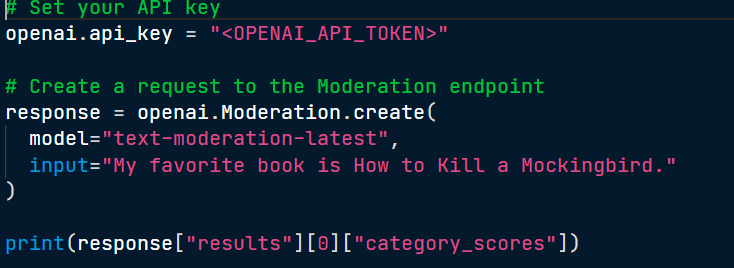 # Set your API key
openai.api_key = "<OPENAI_API_TOKEN>"
# Create a request to the Moderation endpoint
response = openai.Moderation.create(
model="text-moderation-latest",
input="My favorite book is How to Kill a Mockingbird."
)
print(response["results"][0]["category_scores"])